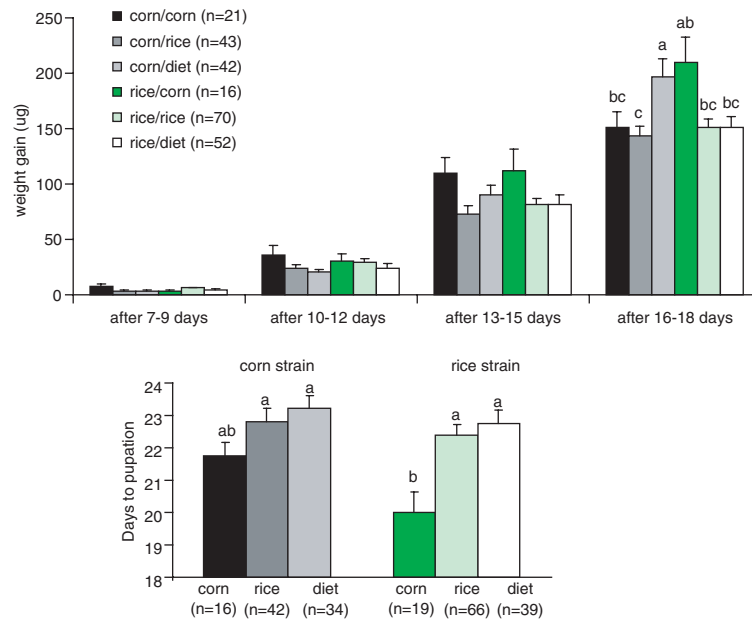 250
200
150
100
50
0
weight gain (ug)
corn/corn (n=21)
corn/rice (n=43)
corn/diet (n=42)
rice/corn (n=16)
rice/rice (n=70)
rice/diet (n=52)
bc
c
a
ab
bc
bc
after 7-9 days
after 10-12 days
after 13-15 days
after 16-18 days
corn strain
rice strain
24
23
22
21
20
19
18
Days to pupation
ab
a
a
b
a
a
corn rice diet corn rice diet
(n=16) (n=42) (n=34) (n=19) (n=66) (n=39)